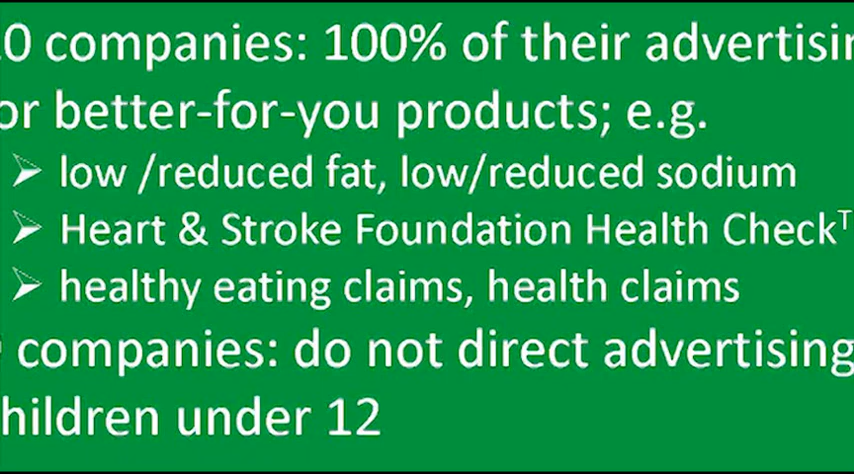 0 companies: 100% of their
or better-for-you products; e.g.
➢ low /reduced fat, low/reduced sodium
➢ Heart & Stroke Foundation Health Check
➢ healthy eating claims, health claims
companies: do not direct advertising
hildren under 12